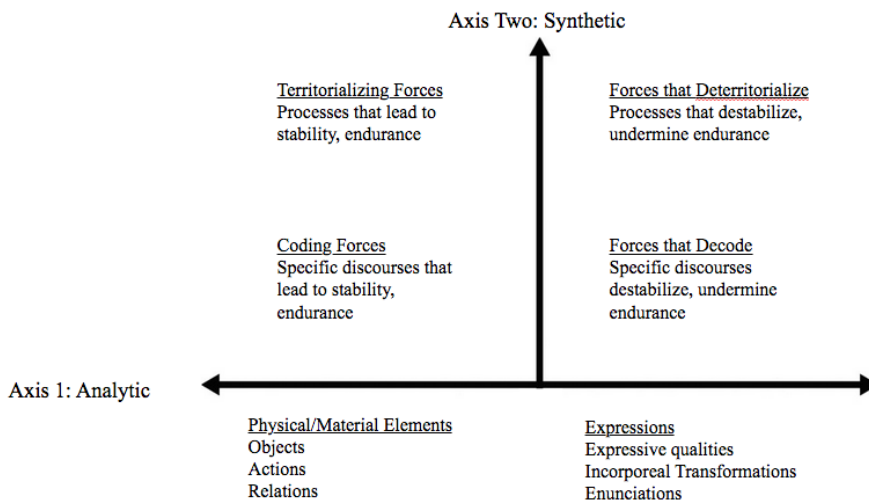 Axis Two: Synthetic
Territorializing Forces
Processes that lead to
stability, endurance
Forces that Deterritorialize
Processes that destabilize,
undermine endurance
Coding Forces
Specific discourses that
lead to stability,
endurance
Forces that Decode
Specific discourses
destabilize, undermine
endurance
Axis 1: Analytic
Physical/Material Elements
Objects
Actions
Relations
Expressions
Expressive qualities
Incorporeal Transformations
Enunciations